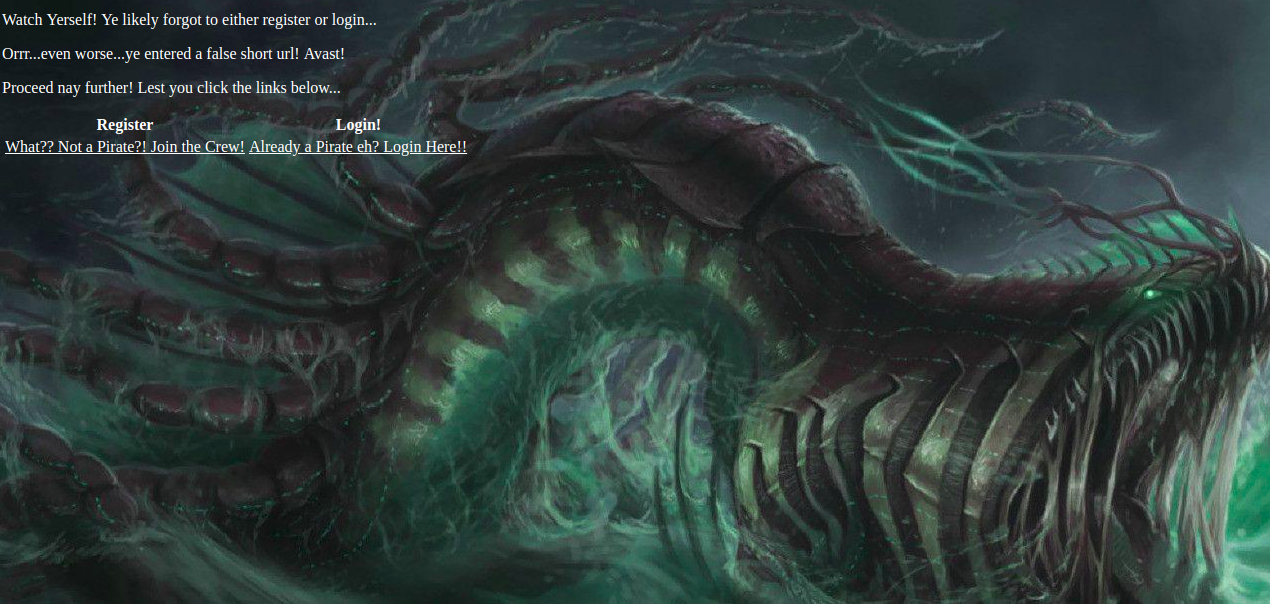 Watch Yerself! Ye likely forgot to either register or login...
Orrr...even worse...ye entered a false short url! Avast!
Proceed nay further! Lest you click the links below...
Register Login!
What?? Not a Pirate?! Join the Crew! Already a Pirate eh? Login Here!!